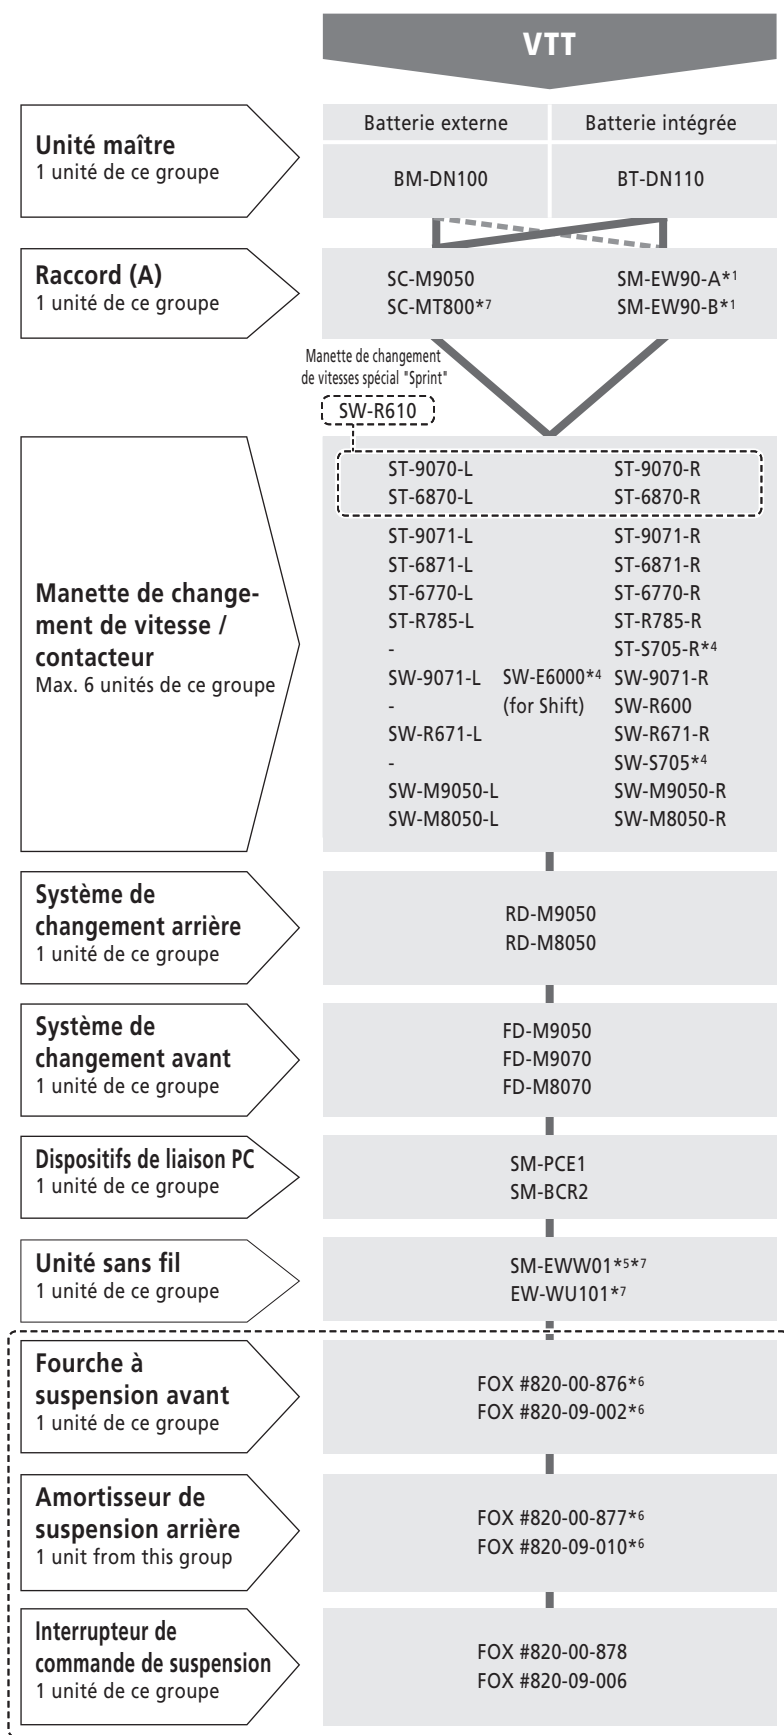 VTT
Unité maître
1 unité de ce groupe
Batterie externe
Batterie intégrée
BM-DN100
BT-DN110
Raccord (A)
1 unité de ce groupe
SC-M9050
SM-EW90-A*1
SC-MT800*7
SM-EW90-B*1
Manette de changement
de vitesses spécial "Sprint"
SW-R610
Manette de change-
ment de vitesse /
contacteur
Max. 6 unités de ce groupe
ST-9070-L ST-9070-R
ST-6870-L ST-6870-R
ST-9071-L ST-9071-R
ST-6871-L ST-6871-R
ST-6770-L ST-6770-R
ST-R785-L ST-R785-R
- ST-S705-R*4
SW-9071-L SW-E6000*4 SW-9071-R
- (for Shift) SW-R600
SW-R671-L SW-R671-R
- SW-S705*4
SW-M9050-L SW-M9050-R
SW-M8050-L SW-M8050-R
Système de
changement arrière
1 unité de ce groupe
RD-M9050
RD-M8050
Système de
changement avant
1 unité de ce groupe
FD-M9050
FD-M9070
FD-M8070
Dispositifs de liaison PC
1 unité de ce groupe
SM-PCE1
SM-BCR2
Unité sans fil
1 unité de ce groupe
SM-EWW01*5*7
EW-WU101*7
Fourche à
suspension avant
1 unité de ce groupe
FOX #820-00-876*6
FOX #820-09-002*6
Amortisseur de
suspension arrière
1 unit from this group
FOX #820-00-877*6
FOX #820-09-010*6
Interrupteur de
commande de suspension
1 unité de ce groupe
FOX #820-00-878
FOX #820-09-006